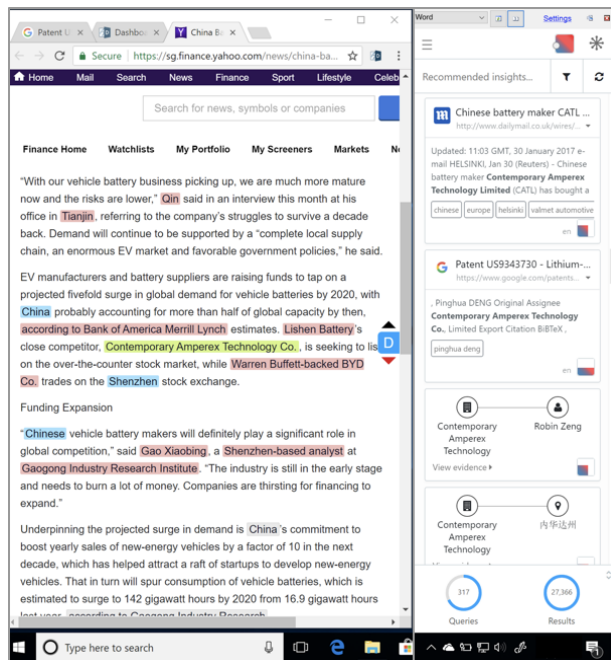 Patent U
Dashbo
China B
Secure https://sg.finance.yahoo.com/news/china-ba...
Home Mail Search News Finance Sport Lifestyle Celeb
Search for news, symbols or companies
Finance Home Watchlists My Portfolio My Screeners Markets
“With our vehicle battery business picking up, we are much more mature
now and the risks are lower,” Qin said in an interview this month at his
office in Tianjin, referring to the company’s struggles to survive a decade
back. Demand will continue to be supported by a “complete local supply
chain, an enormous EV market and favorable government policies,” he said.
EV manufacturers and battery suppliers are raising funds to tap on a
projected fivefold surge in global demand for vehicle batteries by 2020, with
China probably accounting for more than half of global capacity by then,
according to Bank of America Merrill Lynch estimates. Lishen Battery’s
close competitor, Contemporary Amperex Technology Co., is seeking to lis
on the over-the-counter stock market, while Warren Buffett-backed BYD
Co. trades on the Shenzhen stock exchange.
D
Funding Expansion
“Chinese vehicle battery makers will definitely play a significant role in
global competition,” said Gao Xiaobing, a Shenzhen-based analyst at
Gaogong Industry Research Institute. “The industry is still in the early stage
and needs to burn a lot of money. Companies are thirsting for financing to
expand.”
Underpinning the projected surge in demand is China’s commitment to
boost yearly sales of new-energy vehicles by a factor of 10 in the next
decade, which has helped attract a raft of startups to develop new-energy
vehicles. That in turn will spur consumption of vehicle batteries, which is
estimated to surge to 142 gigawatt hours by 2020 from 16.9 gigawatt hours
last year, according to Gaogong Industry Research
Type here to search
Word Settings
Recommended insights...
Chinese battery maker CATL ...
http://www.dailymail.co.uk/wires/...
Updated: 11:03 GMT, 30 January 2017 e-
mail HELSINKI, Jan 30 (Reuters) - Chinese
battery maker Contemporary Amperex
Technology Limited (CATL) has bought a
chinese europe helsinki valmet automotive
en
Patent US9343730 - Lithium-...
https://www.google.com/patents...
, Pinghua DENG Original Assignee
Contemporary Amperex Technology
Co., Limited Export Citation BiBTeX ,
pinghua deng
en
Contemporary Robin Zeng
Amperex
Technology
View evidence
Contemporary 内华达州
Amperex
Technology
317 27,366
Queries Results
1